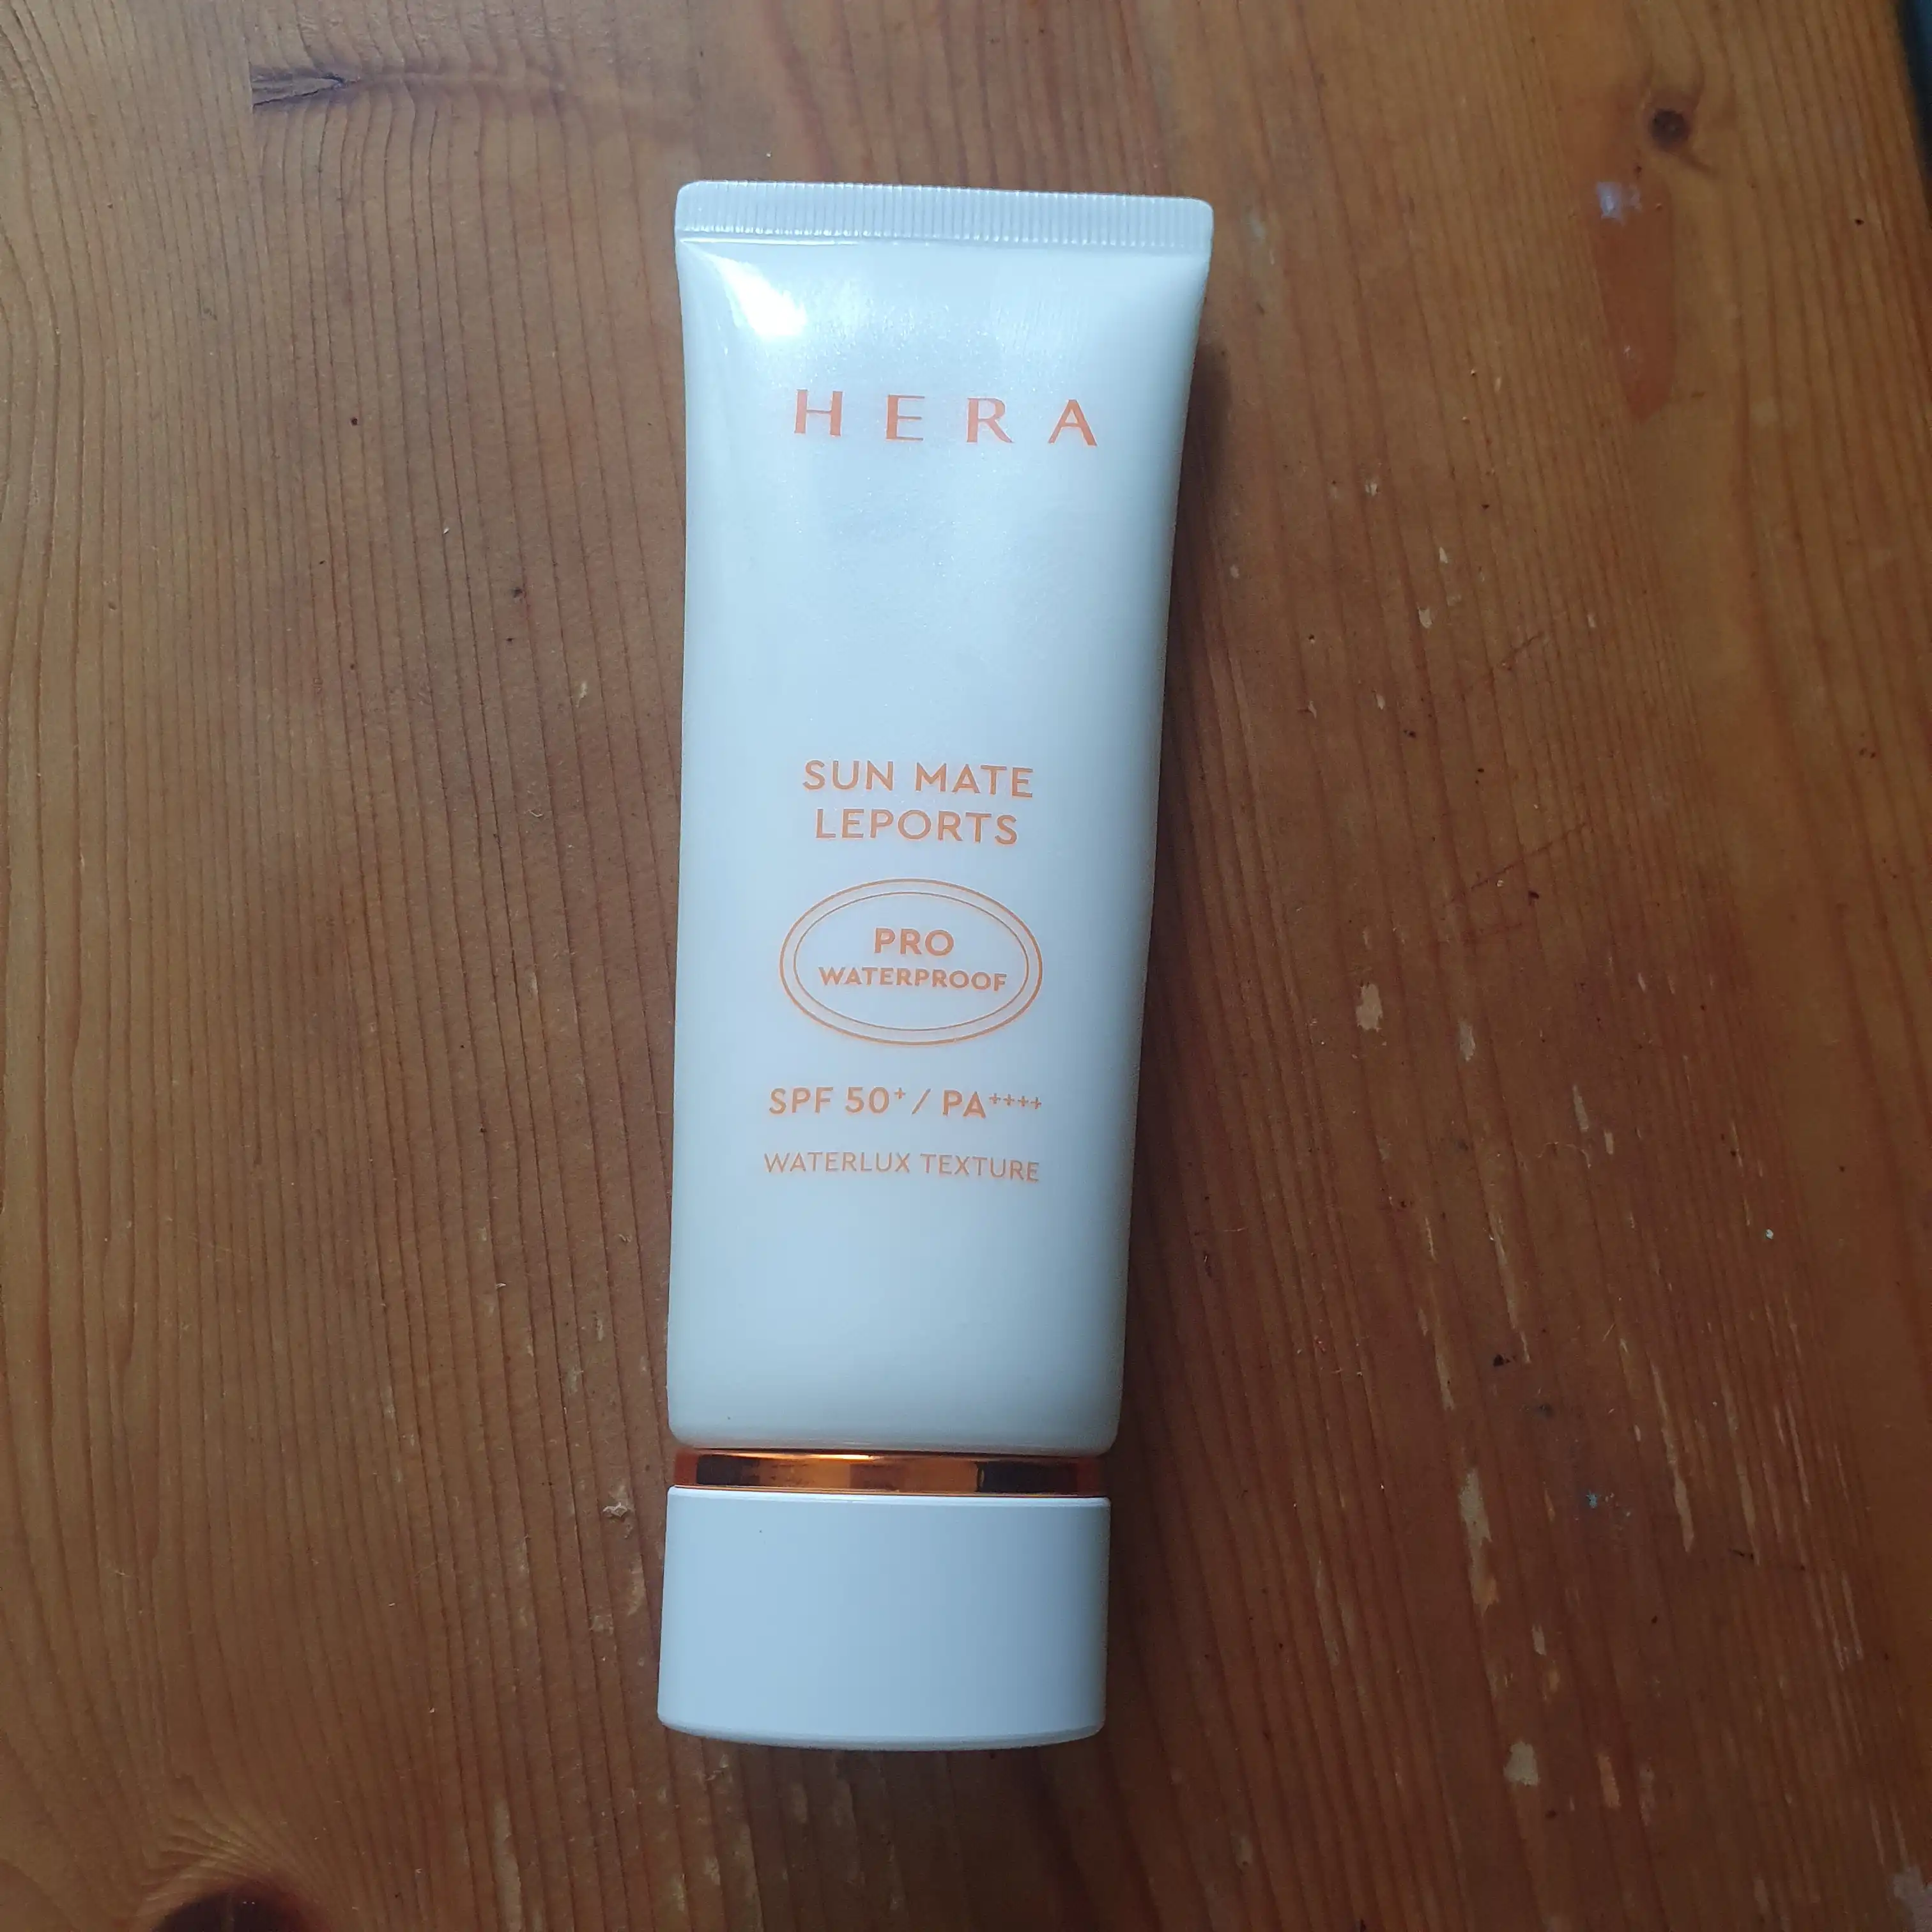 HERA
SUN MATE
LEPORTS
PRO
WATERPROOF
SPF 50+ / PA++++
WATERLUX TEXTURE